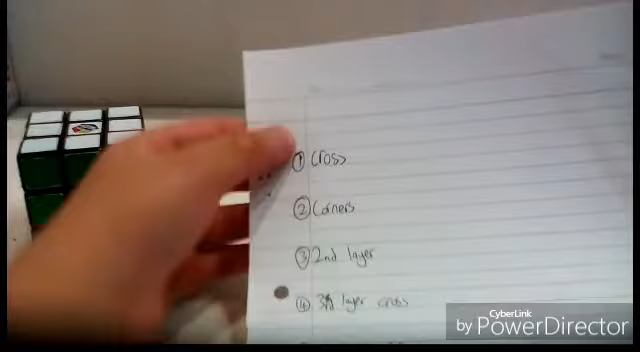 ① Cross
② Corners
③ 2nd layer
④ 3rd layer cross
CyberLink
by PowerDirector